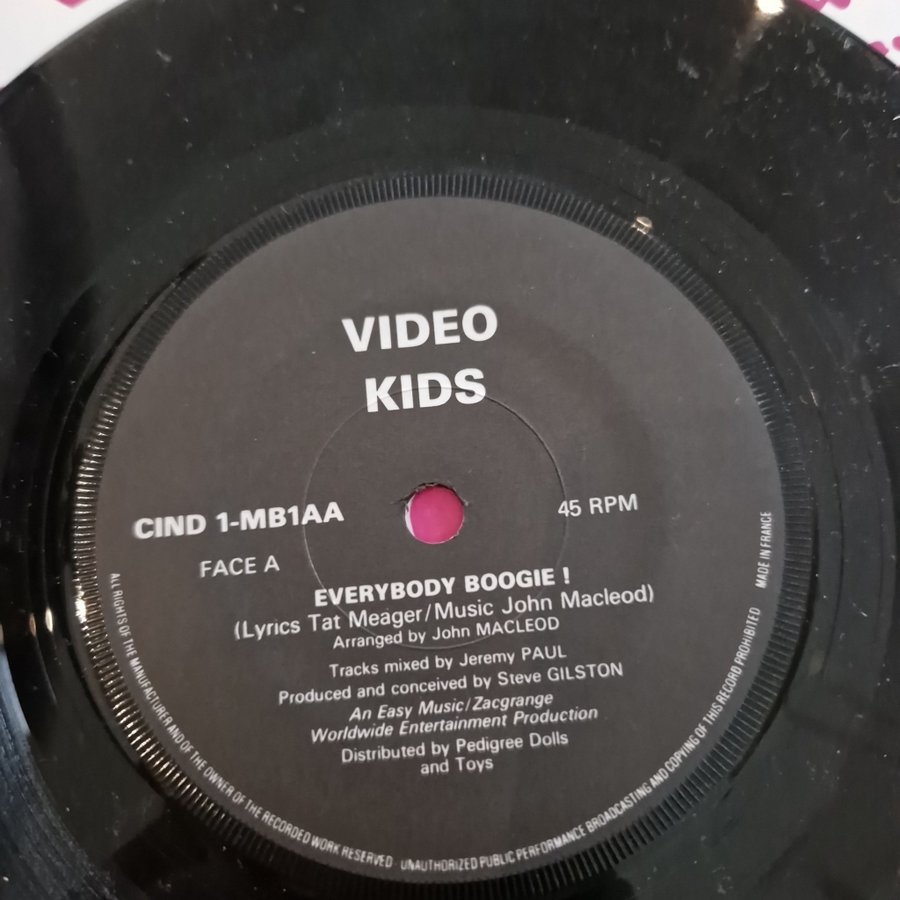 VIDEO
KIDS
CIND 1-MB1AA
45 RPM
FACE A
EVERYBODY BOOGIE !
(Lyrics Tat Meager/Music John Macleod)
Arranged by John MACLEOD
Tracks mixed by Jeremy PAUL
Produced and conceived by Steve GILSTON
An Easy Music/Zacgrange
Worldwide Entertainment Production
Distributed by Pedigree Dolls
and Toys
ALL RIGHTS OF THE MANUFACTURER AND OF THE OWNER OF THE RECORDED WORK RESERVED - UNAUTHORIZED PUBLIC PERFORMANCE BROADCASTING AND COPYING OF THIS RECORD PROHIBITED MADE IN FRANCE